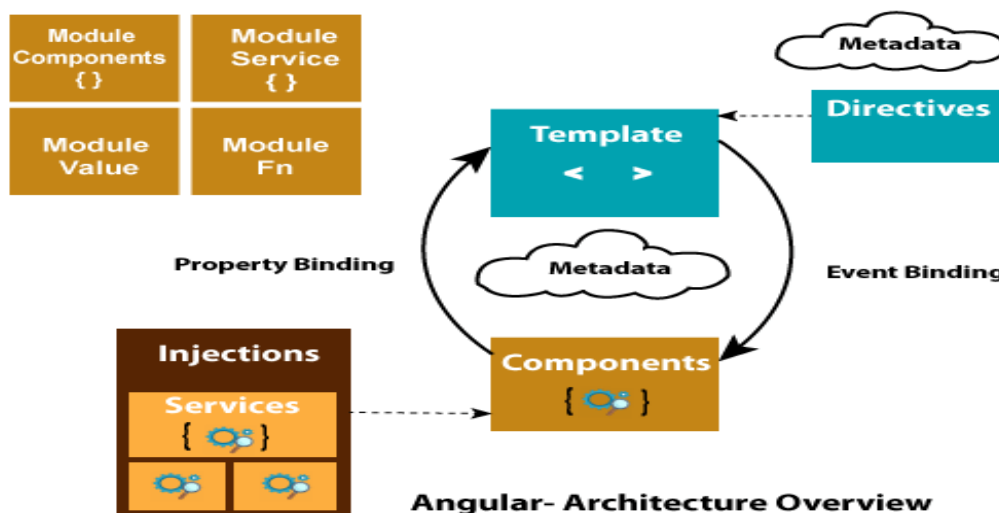 Module
Components
{ }
Module
Service
{ }
Module
Value
Module
Fn
Metadata
Directives
Template
< >
Property Binding
Metadata
Event Binding
Injections
Services
{ }
Components
{ }
Angular- Architecture Overview